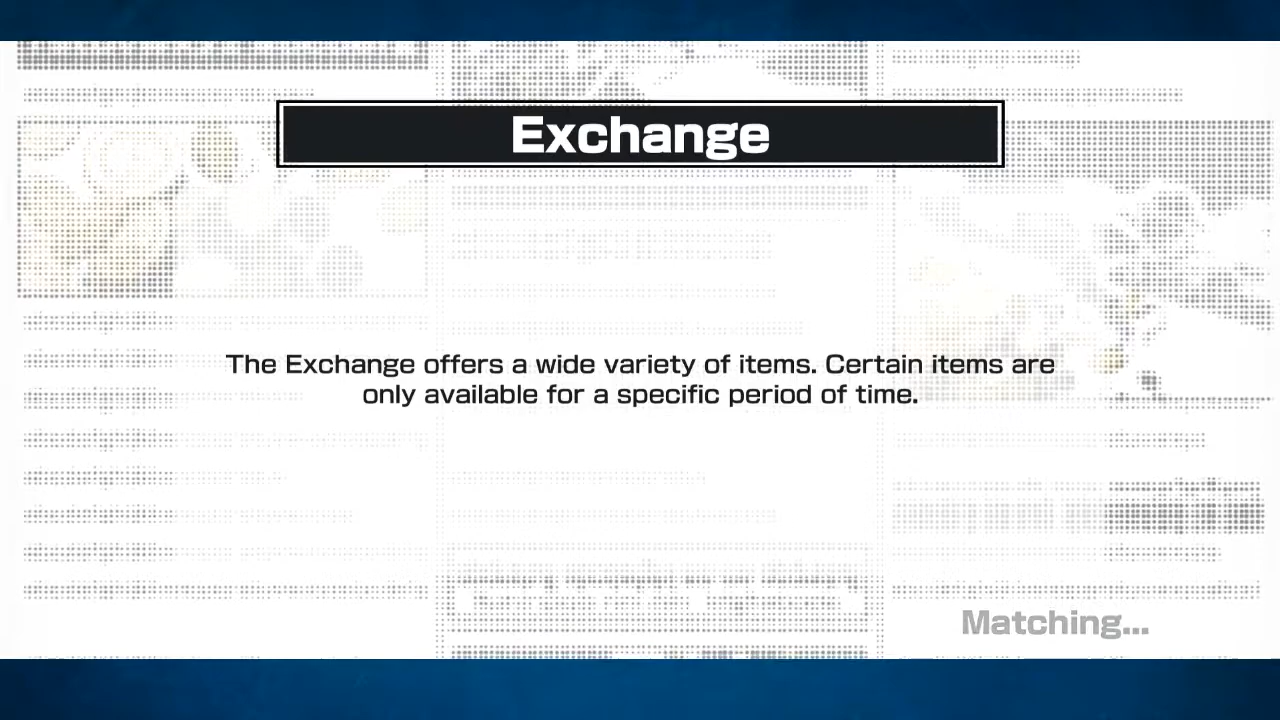 Exchange
The Exchange offers a wide variety of items. Certain items are
only available for a specific period of time.
Matching...